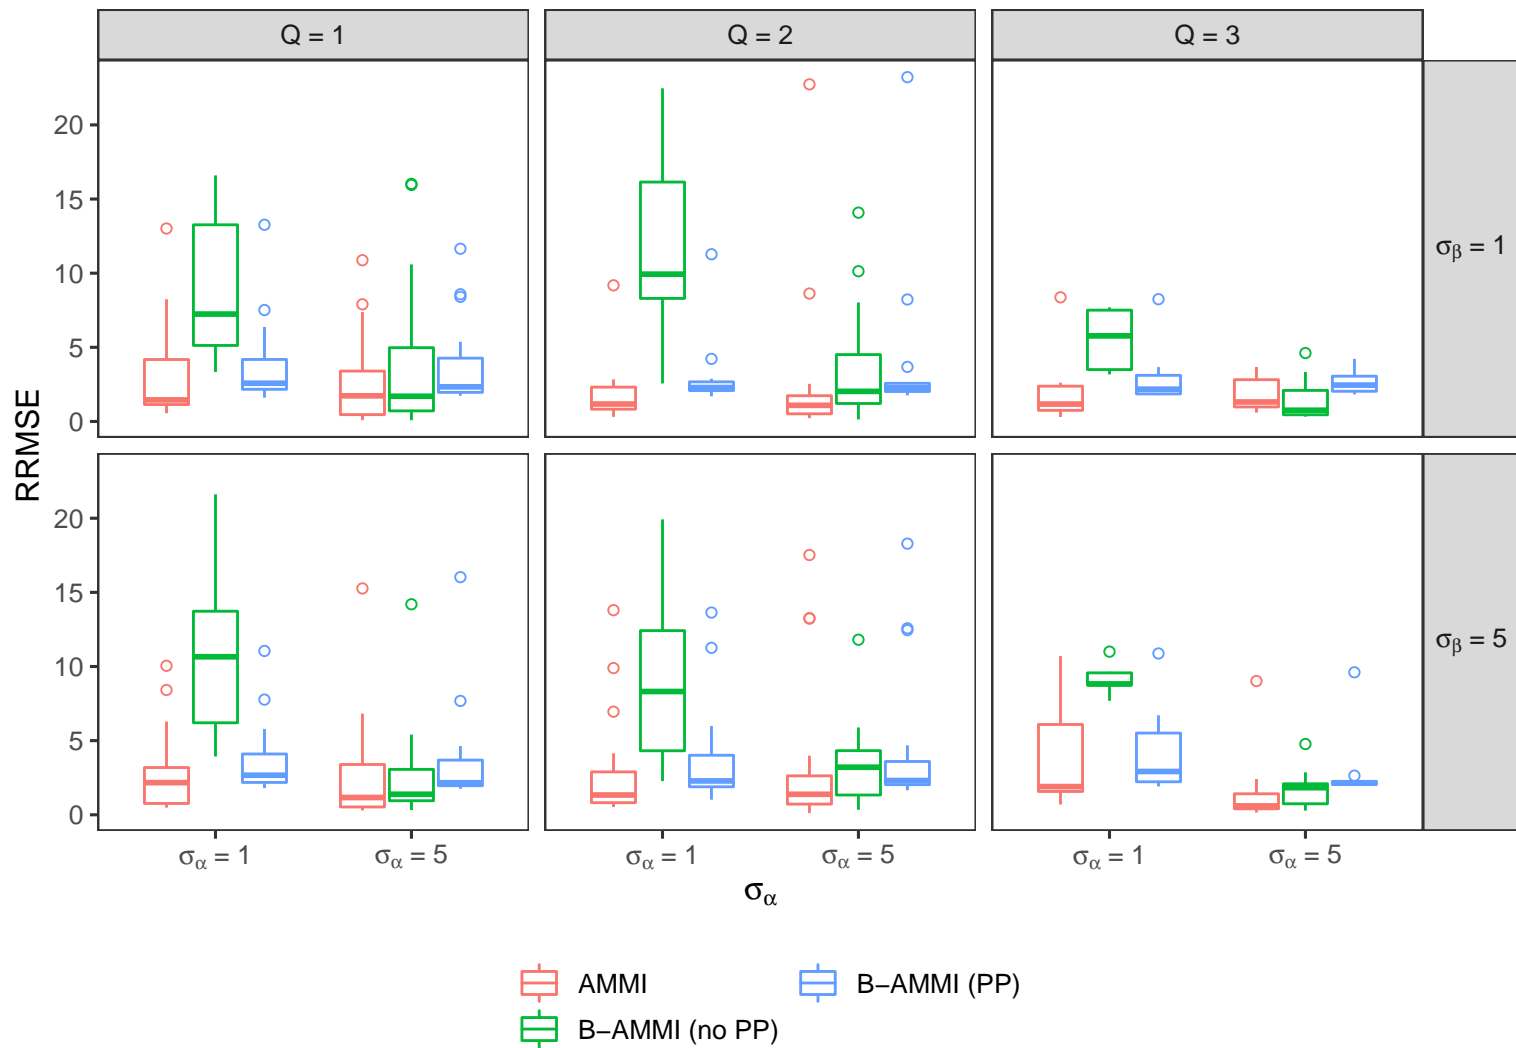 Q = 1
Q = 2
Q = 3
20
15
10
5
0
σβ = 1
RRMSE
20
15
10
5
0
σβ = 5
σα = 1
σα = 5
σα = 1
σα = 5
σα = 1
σα = 5
σα
AMMI
B−AMMI (PP)
B−AMMI (no PP)